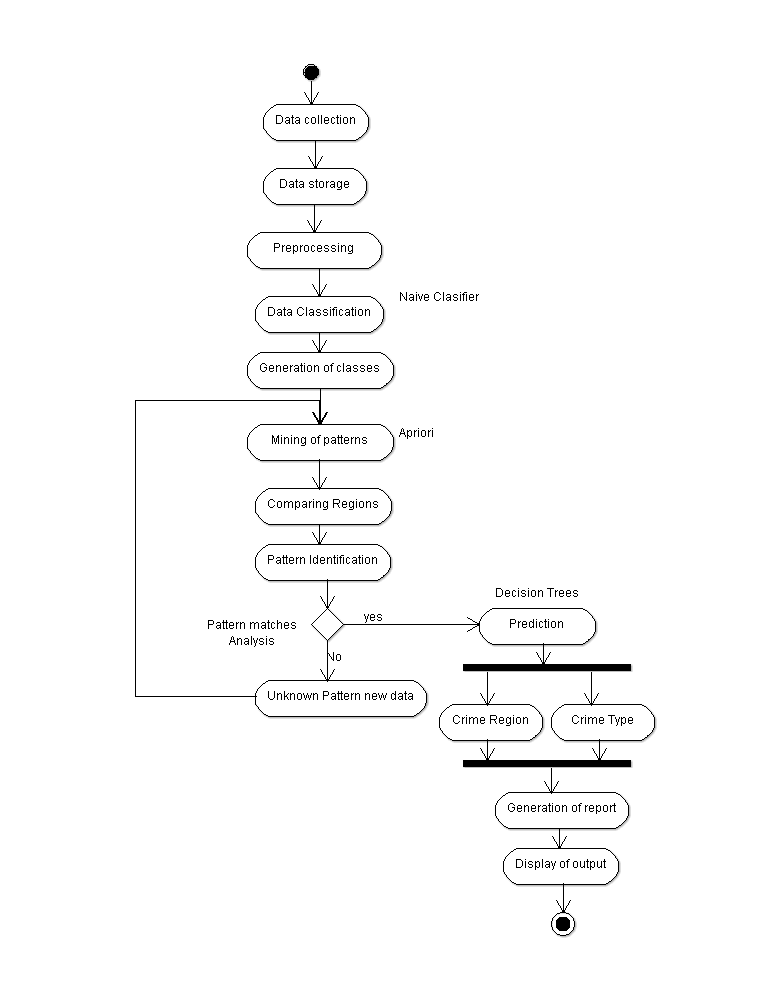 Data collection
Data storage
Preprocessing
Naive Clasifier
Data Classification
Generation of classes
Mining of patterns
Apriori
Comparing Regions
Pattern Identification
Decision Trees
Pattern matches
Analysis
yes
Prediction
No
Unknown Pattern new data
Crime Region
Crime Type
Generation of report
Display of output